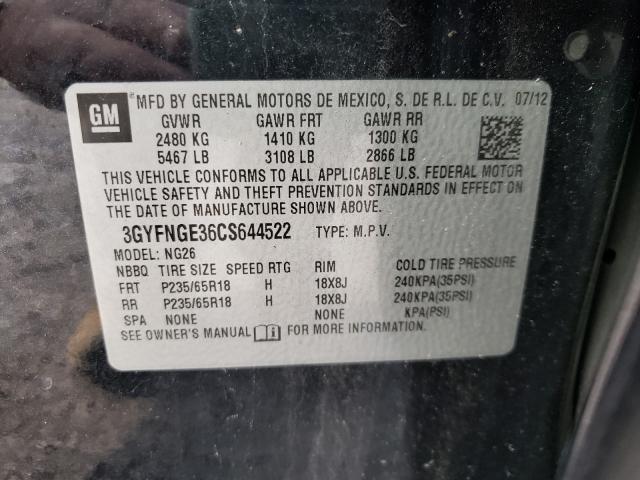 GM
MFD BY GENERAL MOTORS DE MEXICO, S. DE R.L. DE C.V. 07/12
GVWR GAWR FRT GAWR RR
2480 KG 1410 KG 1300 KG
5467 LB 3108 LB 2866 LB
THIS VEHICLE CONFORMS TO ALL APPLICABLE U.S. FEDERAL MOTOR
VEHICLE SAFETY AND THEFT PREVENTION STANDARDS IN EFFECT ON
THE DATE OF MANUFACTURE SHOWN ABOVE.
3GYFNGE36CS644522 TYPE: M.P.V.
MODEL: NG26
NBBQ TIRE SIZE SPEED RTG RIM COLD TIRE PRESSURE
FRT P235/65R18 H 18X8J 240KPA(35PSI)
RR P235/65R18 H 18X8J 240KPA(35PSI)
SPA NONE NONE KPA(PSI)
SEE OWNER'S MANUAL FOR MORE INFORMATION.